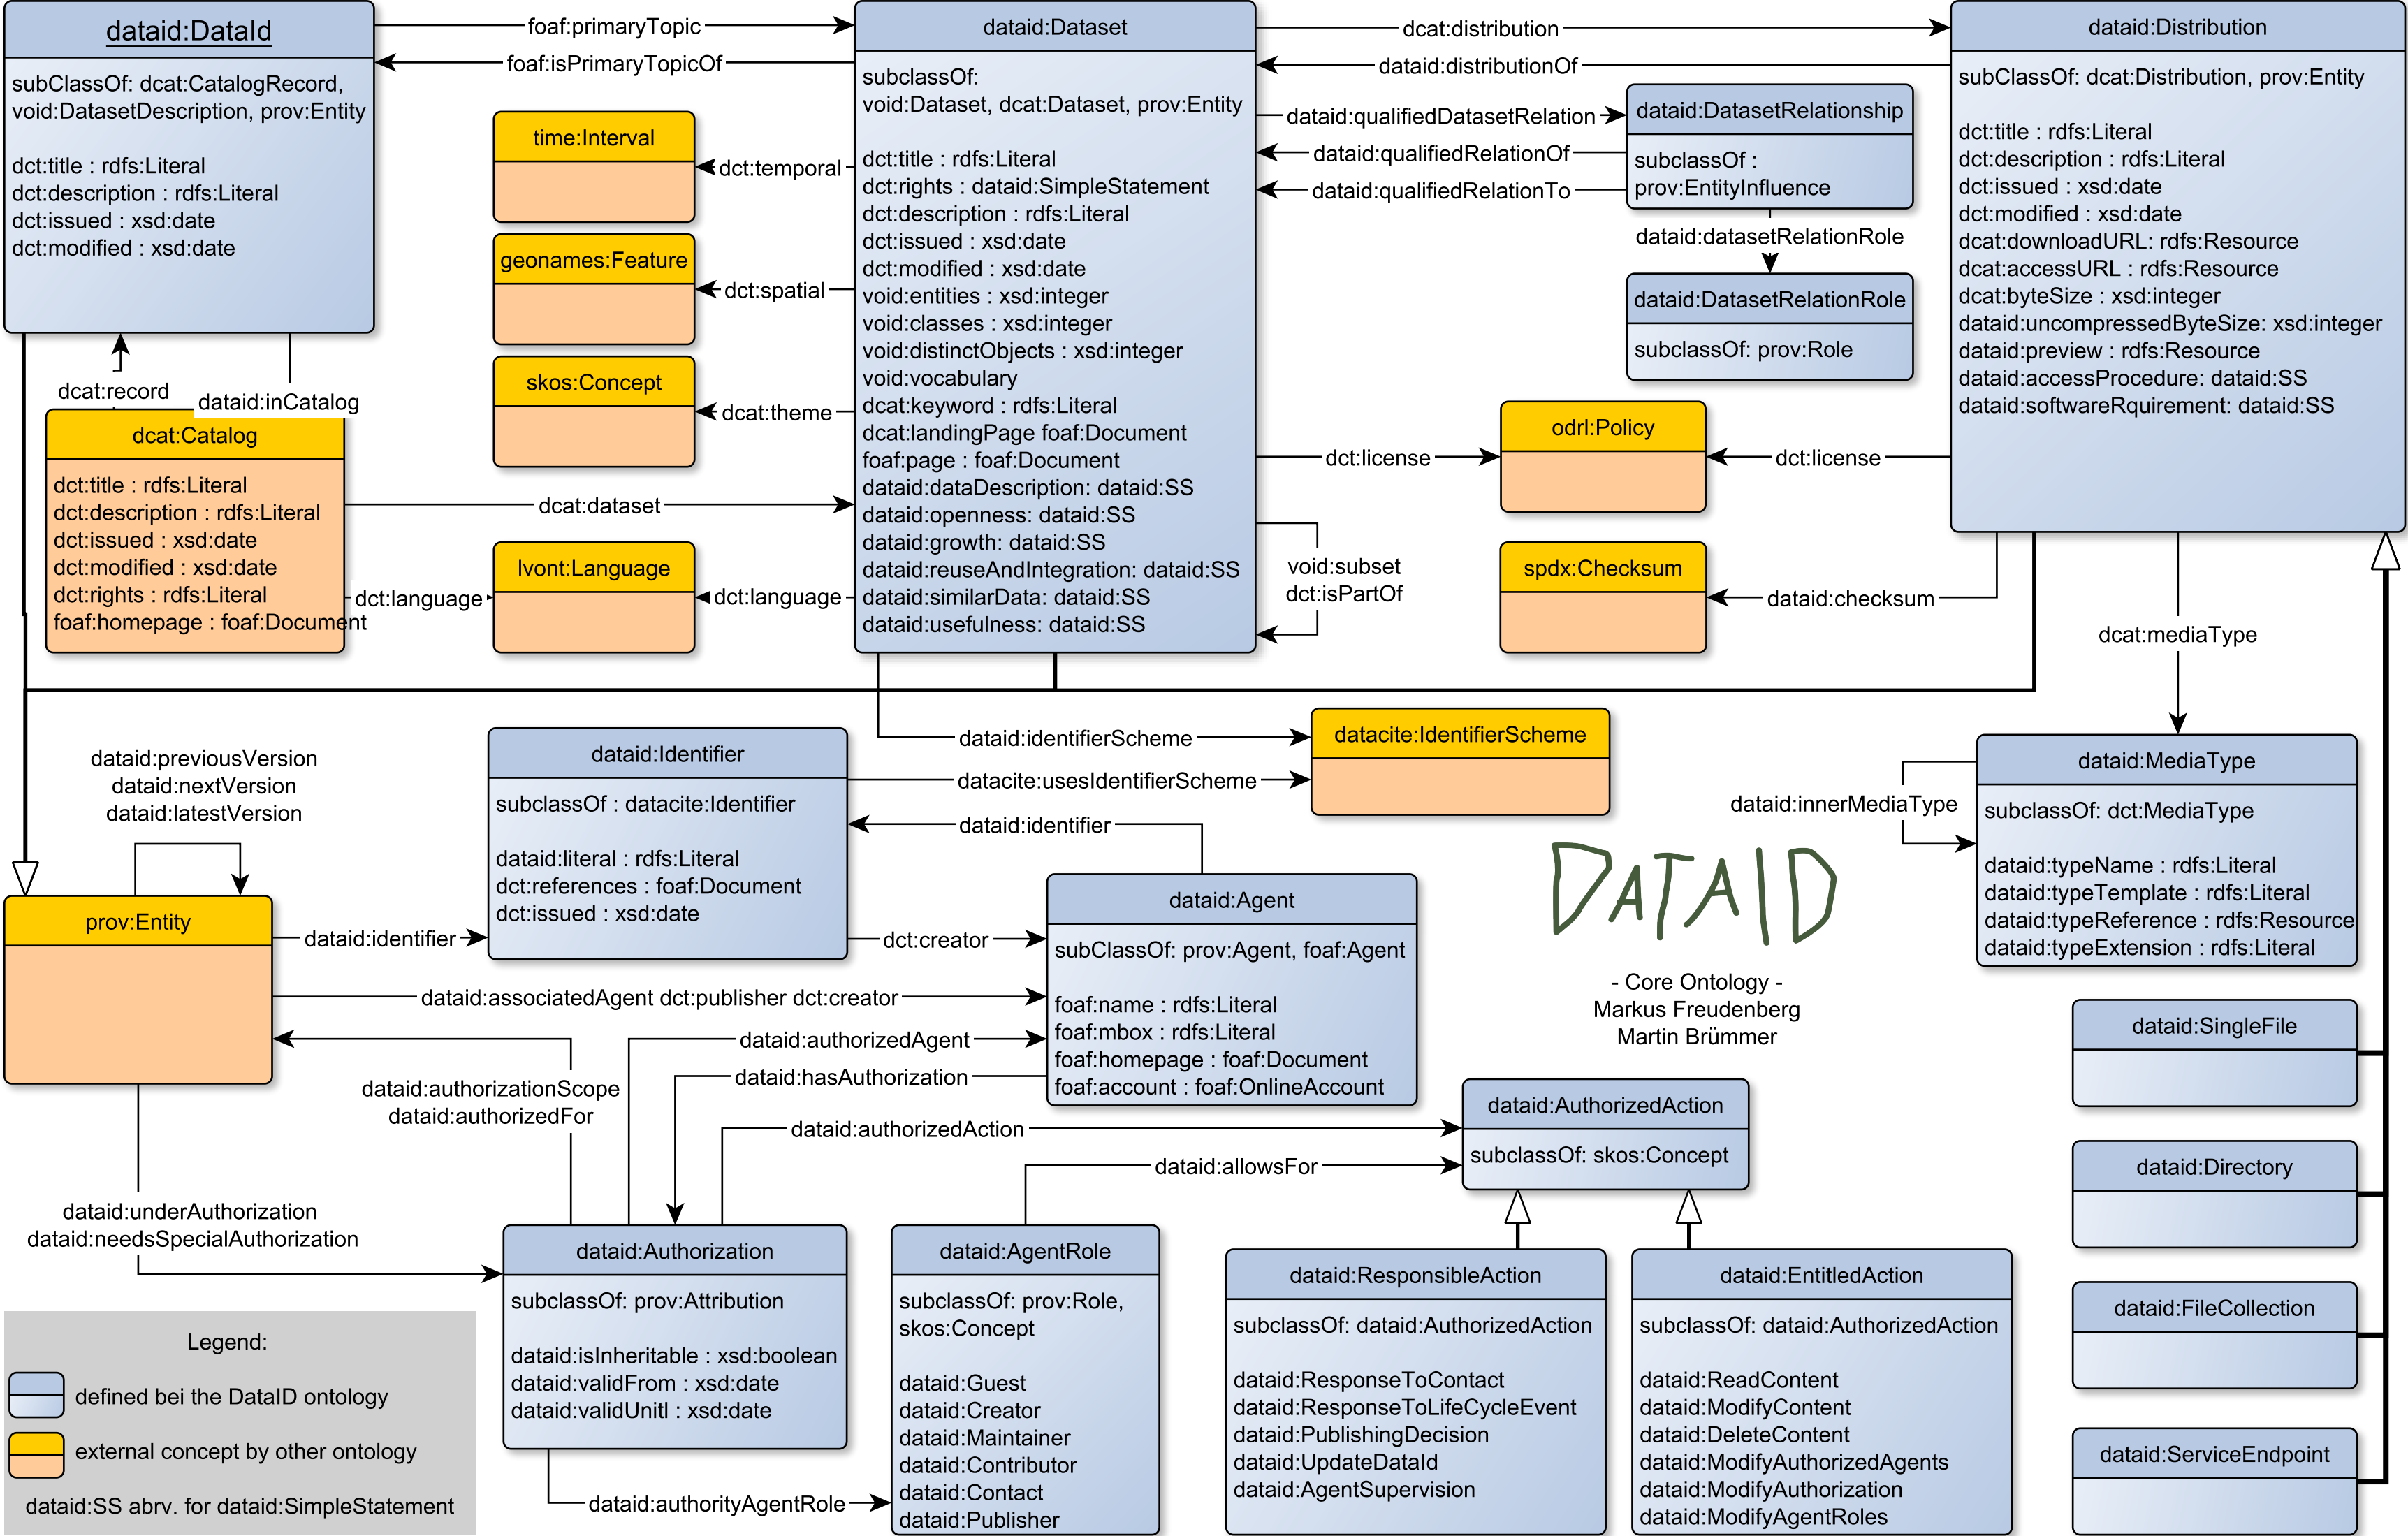 dataid:DataId
subClassOf: dcat:CatalogRecord,
void:DatasetDescription, prov:Entity
dct:title : rdfs:Literal
dct:description : rdfs:Literal
dct:issued : xsd:date
dct:modified : xsd:date
foaf:primaryTopic
foaf:isPrimaryTopicOf
dataid:Dataset
subclassOf:
void:Dataset, dcat:Dataset, prov:Entity
dct:title : rdfs:Literal
dct:rights : dataid:SimpleStatement
dct:description : rdfs:Literal
dct:issued : xsd:date
dct:modified : xsd:date
void:entities : xsd:integer
void:classes : xsd:integer
void:distinctObjects : xsd:integer
void:vocabulary
dcat:keyword : rdfs:Literal
dcat:landingPage foaf:Document
foaf:page : foaf:Document
dataid:dataDescription: dataid:SS
dataid:openness: dataid:SS
dataid:growth: dataid:SS
dataid:reuseAndIntegration: dataid:SS
dataid:similarData: dataid:SS
dataid:usefulness: dataid:SS
dcat:distribution
dataid:distributionOf
dataid:qualifiedDatasetRelation
dataid:qualifiedRelationOf
dataid:qualifiedRelationTo
dataid:DatasetRelationship
subclassOf :
prov:EntityInfluence
dataid:datasetRelationRole
dataid:DatasetRelationRole
subclassOf: prov:Role
dataid:Distribution
subClassOf: dcat:Distribution, prov:Entity
dct:title : rdfs:Literal
dct:description : rdfs:Literal
dct:issued : xsd:date
dct:modified : xsd:date
dcat:downloadURL: rdfs:Resource
dcat:accessURL : rdfs:Resource
dcat:byteSize : xsd:integer
dataid:uncompressedByteSize: xsd:integer
dataid:preview : rdfs:Resource
dataid:accessProcedure: dataid:SS
dataid:softwareRquirement: dataid:SS
time:Interval
dct:temporal
geonames:Feature
dct:spatial
skos:Concept
dcat:theme
dcat:record
dataid:inCatalog
dcat:Catalog
dct:title : rdfs:Literal
dct:description : rdfs:Literal
dct:issued : xsd:date
dct:modified : xsd:date
dct:rights : rdfs:Literal
foaf:homepage : foaf:Document
dcat:dataset
dct:language
lvont:Language
dct:language
dct:license
odrl:Policy
dct:license
void:subset
dct:isPartOf
spdx:Checksum
dataid:checksum
dcat:mediaType
dataid:previousVersion
dataid:nextVersion
dataid:latestVersion
prov:Entity
dataid:identifier
dataid:Identifier
subclassOf : datacite:Identifier
dataid:literal : rdfs:Literal
dct:references : foaf:Document
dct:issued : xsd:date
dataid:identifierScheme
datacite:usesIdentifierScheme
datacite:IdentifierScheme
dataid:identifier
dct:creator
dataid:associatedAgent dct:publisher dct:creator
dataid:Agent
subClassOf: prov:Agent, foaf:Agent
foaf:name : rdfs:Literal
foaf:mbox : rdfs:Literal
foaf:homepage : foaf:Document
foaf:account : foaf:OnlineAccount
DATAID
- Core Ontology -
Markus Freudenberg
Martin Brümmer
dataid:innerMediaType
dataid:MediaType
subclassOf: dct:MediaType
dataid:typeName : rdfs:Literal
dataid:typeTemplate : rdfs:Literal
dataid:typeReference : rdfs:Resource
dataid:typeExtension : rdfs:Literal
dataid:SingleFile
dataid:Directory
dataid:FileCollection
dataid:ServiceEndpoint
dataid:authorizationScope
dataid:authorizedFor
dataid:authorizedAgent
dataid:hasAuthorization
dataid:authorizedAction
dataid:allowsFor
dataid:AuthorizedAction
subclassOf: skos:Concept
dataid:underAuthorization
dataid:needsSpecialAuthorization
dataid:Authorization
subclassOf: prov:Attribution
dataid:isInheritable : xsd:boolean
dataid:validFrom : xsd:date
dataid:validUnitl : xsd:date
dataid:authorityAgentRole
dataid:AgentRole
subclassOf: prov:Role,
skos:Concept
dataid:Guest
dataid:Creator
dataid:Maintainer
dataid:Contributor
dataid:Contact
dataid:Publisher
dataid:ResponsibleAction
subclassOf: dataid:AuthorizedAction
dataid:ResponseToContact
dataid:ResponseToLifeCycleEvent
dataid:PublishingDecision
dataid:UpdateDataId
dataid:AgentSupervision
dataid:EntitledAction
subclassOf: dataid:AuthorizedAction
dataid:ReadContent
dataid:ModifyContent
dataid:DeleteContent
dataid:ModifyAuthorizedAgents
dataid:ModifyAuthorization
dataid:ModifyAgentRoles
Legend:
defined bei the DataID ontology
external concept by other ontology
dataid:SS abrv. for dataid:SimpleStatement